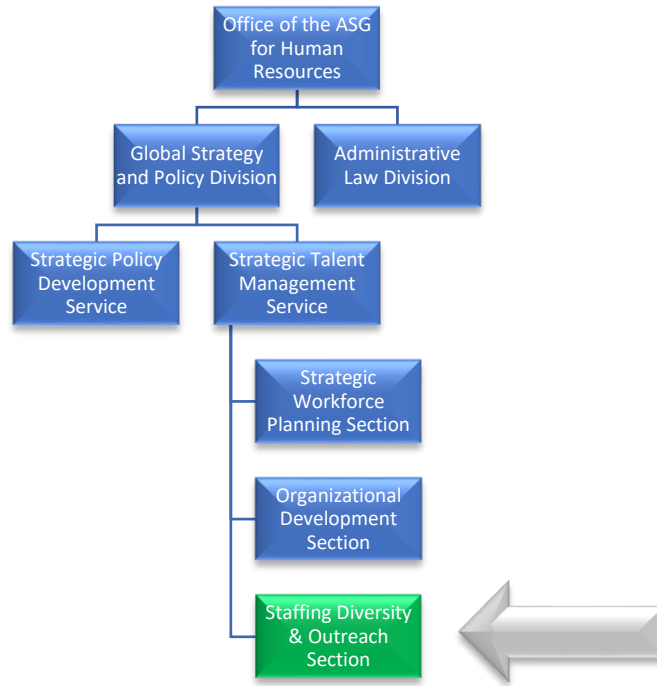 Office of the ASG
for Human
Resources
Global Strategy
and Policy Division
Administrative
Law Division
Strategic Policy
Development
Service
Strategic Talent
Management
Service
Strategic
Workforce
Planning Section
Organizational
Development
Section
Staffing Diversity
& Outreach
Section